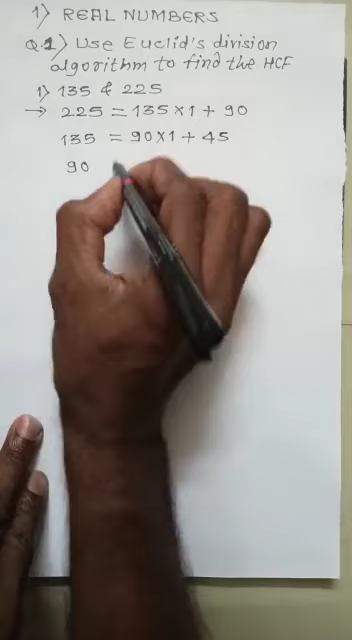 1) REAL NUMBERS
Q.1) Use Euclid's division
algorithm to find the HCF
1) 135 & 225
→ 225 = 135 × 1 + 90
135 = 90 × 1 + 45
90